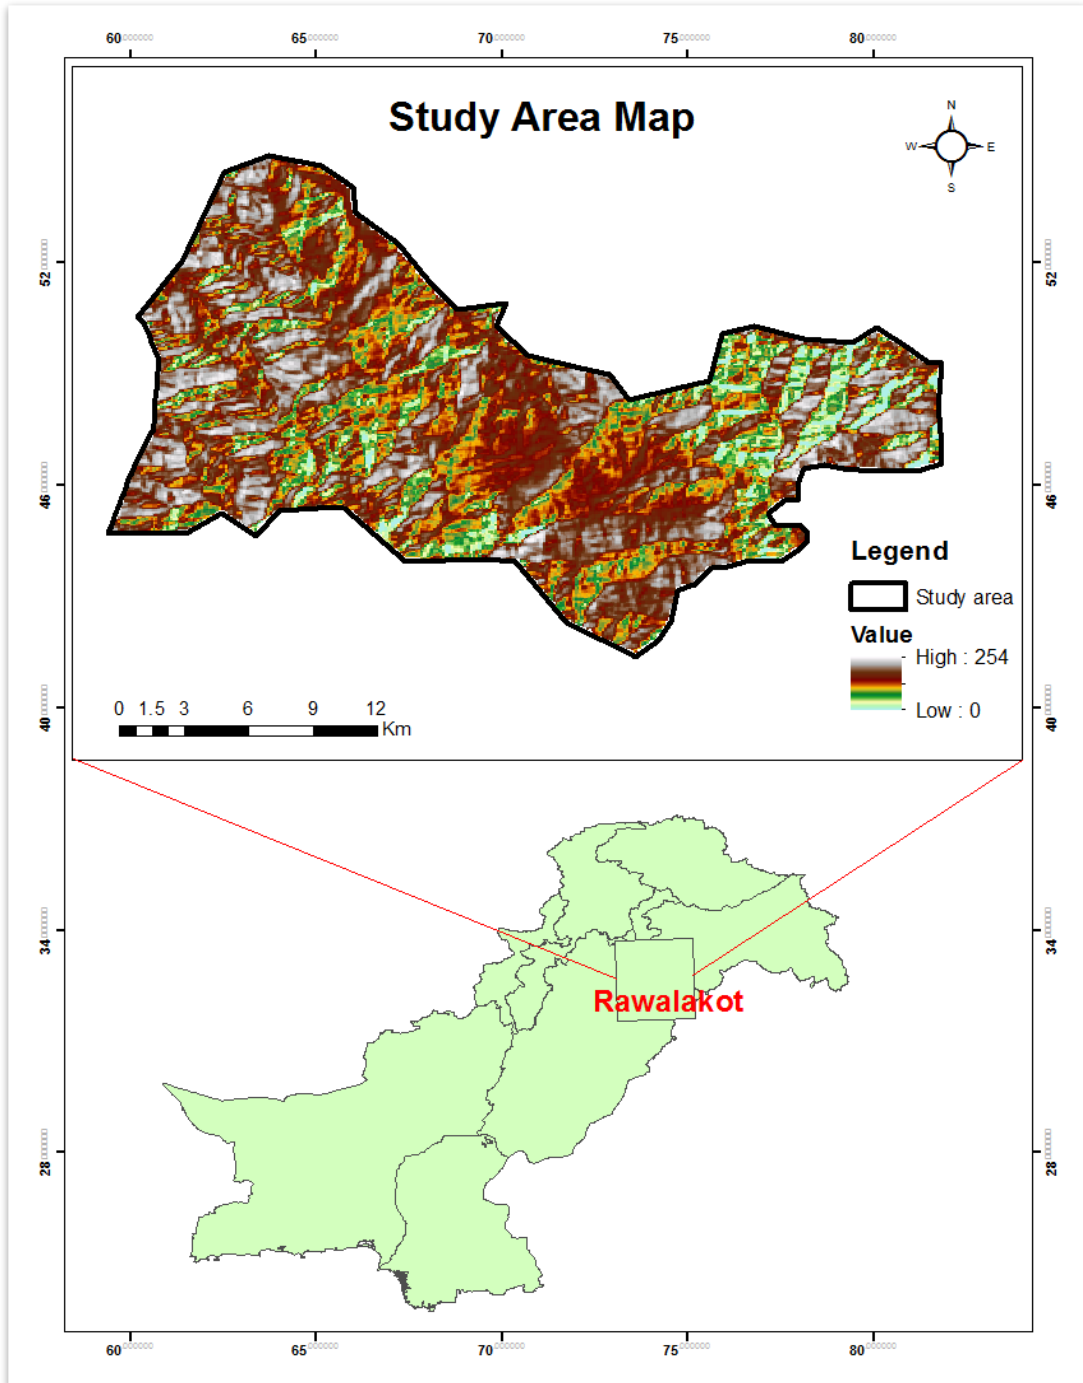 60 65 70 75 80
Study Area Map
N
W E
S
52 52
46 46
Legend
Study area
Value
High : 254
Low : 0
0 1.5 3 6 9 12
Km
40 40
34 34
Rawalakot
28 28
60 65 70 75 80